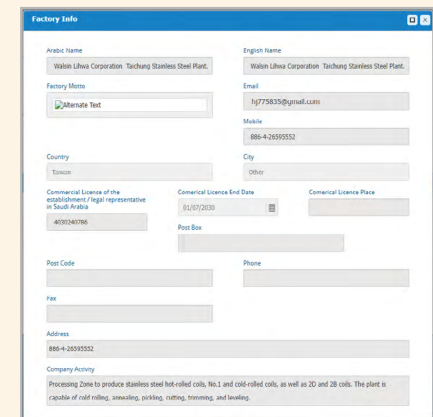 Factory Info
Arabic Name
English Name
Walsin Lihwa Corporation Taichung Stainless Steel Plant.
Walsin Lihwa Corporation Taichung Stainless Steel Plant.
Factory Motto
Email
Alternate Text
hj775835@gmail.com
Mobile
886-4-26595552
Country
City
Taiwan
Other
Commercial Licence of the
establishment / legal representative
in Saudi Arabia
Comerical Licence End Date
Comerical Licence Place
01/07/2030
4030240786
Post Box
Post Code
Phone
Fax
Address
886-4-26595552
Company Activity
Processing Zone to produce stainless steel hot-rolled coils, No.1 and cold-rolled coils, as well as 2D and 2B coils. The plant is
capable of cold rolling, annealing, pickling, cutting, trimming, and leveling.